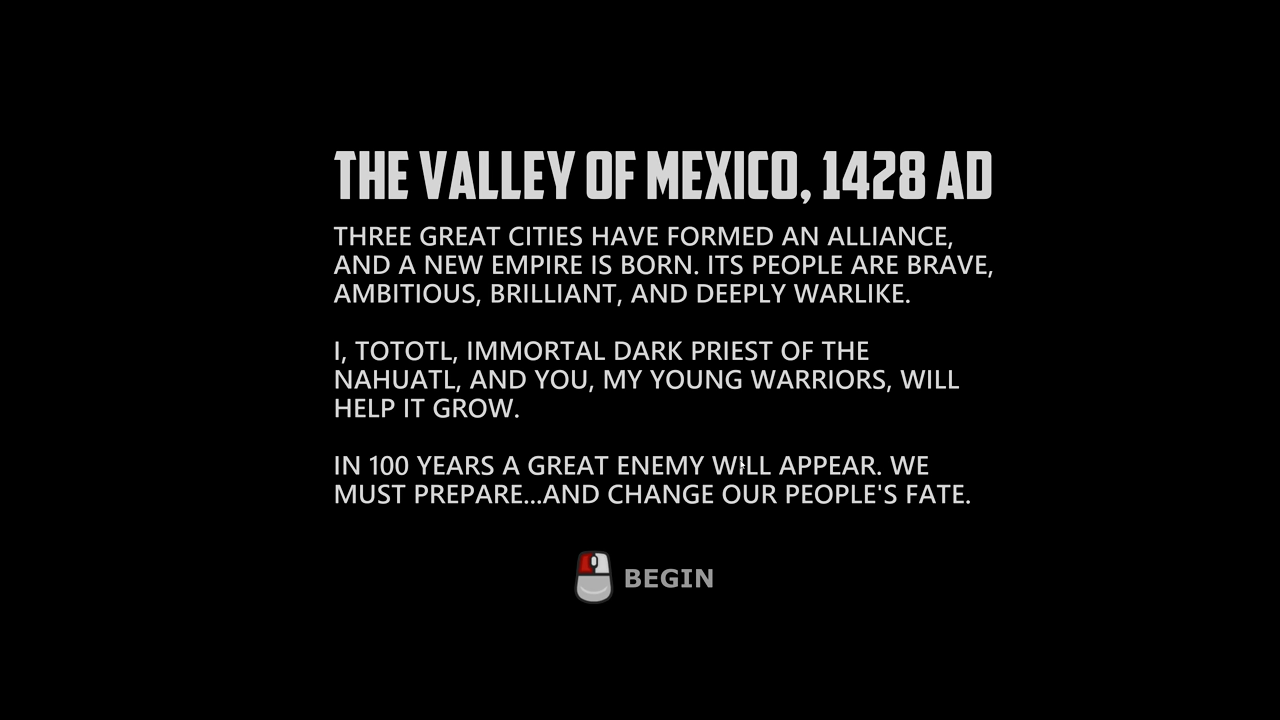 THE VALLEY OF MEXICO, 1428 AD
THREE GREAT CITIES HAVE FORMED AN ALLIANCE,
AND A NEW EMPIRE IS BORN. ITS PEOPLE ARE BRAVE,
AMBITIOUS, BRILLIANT, AND DEEPLY WARLIKE.
I, TOTOTL, IMMORTAL DARK PRIEST OF THE
NAHUATL, AND YOU, MY YOUNG WARRIORS, WILL
HELP IT GROW.
IN 100 YEARS A GREAT ENEMY WILL APPEAR. WE
MUST PREPARE...AND CHANGE OUR PEOPLE'S FATE.
BEGIN